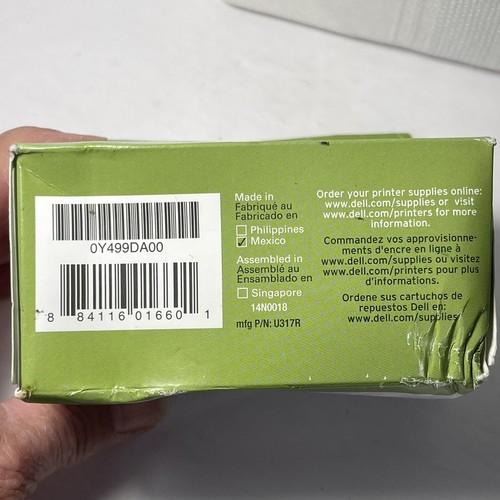 0Y499DA00
8 84116 01660 1
Made in
Fabriqué au
Fabricado en
Philippines
Mexico
Assembled in
Assemblé au
Ensamblado en
Singapore
14N0018
mfg P/N: U317R
Order your printer supplies online:
www.dell.com/supplies or visit
www.dell.com/printers for more
information.
Commandez vos approvisionne-
ments d'encre en ligne à
www.dell.com/supplies ou visitez
www.dell.com/printers pour plus
d'informations.
Ordene sus cartuchos de
repuestos Dell en:
www.dell.com/supplies